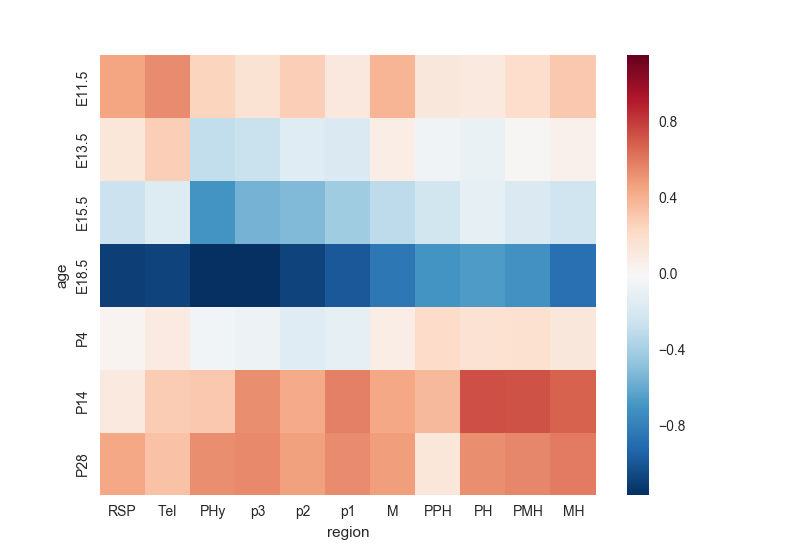 age
E11.5
E13.5
E15.5
E18.5
P4
P14
P28
RSP Tel PHy p3 p2 p1 M PPH PH PMH MH
region
0.8
0.4
0.0
−0.4
−0.8